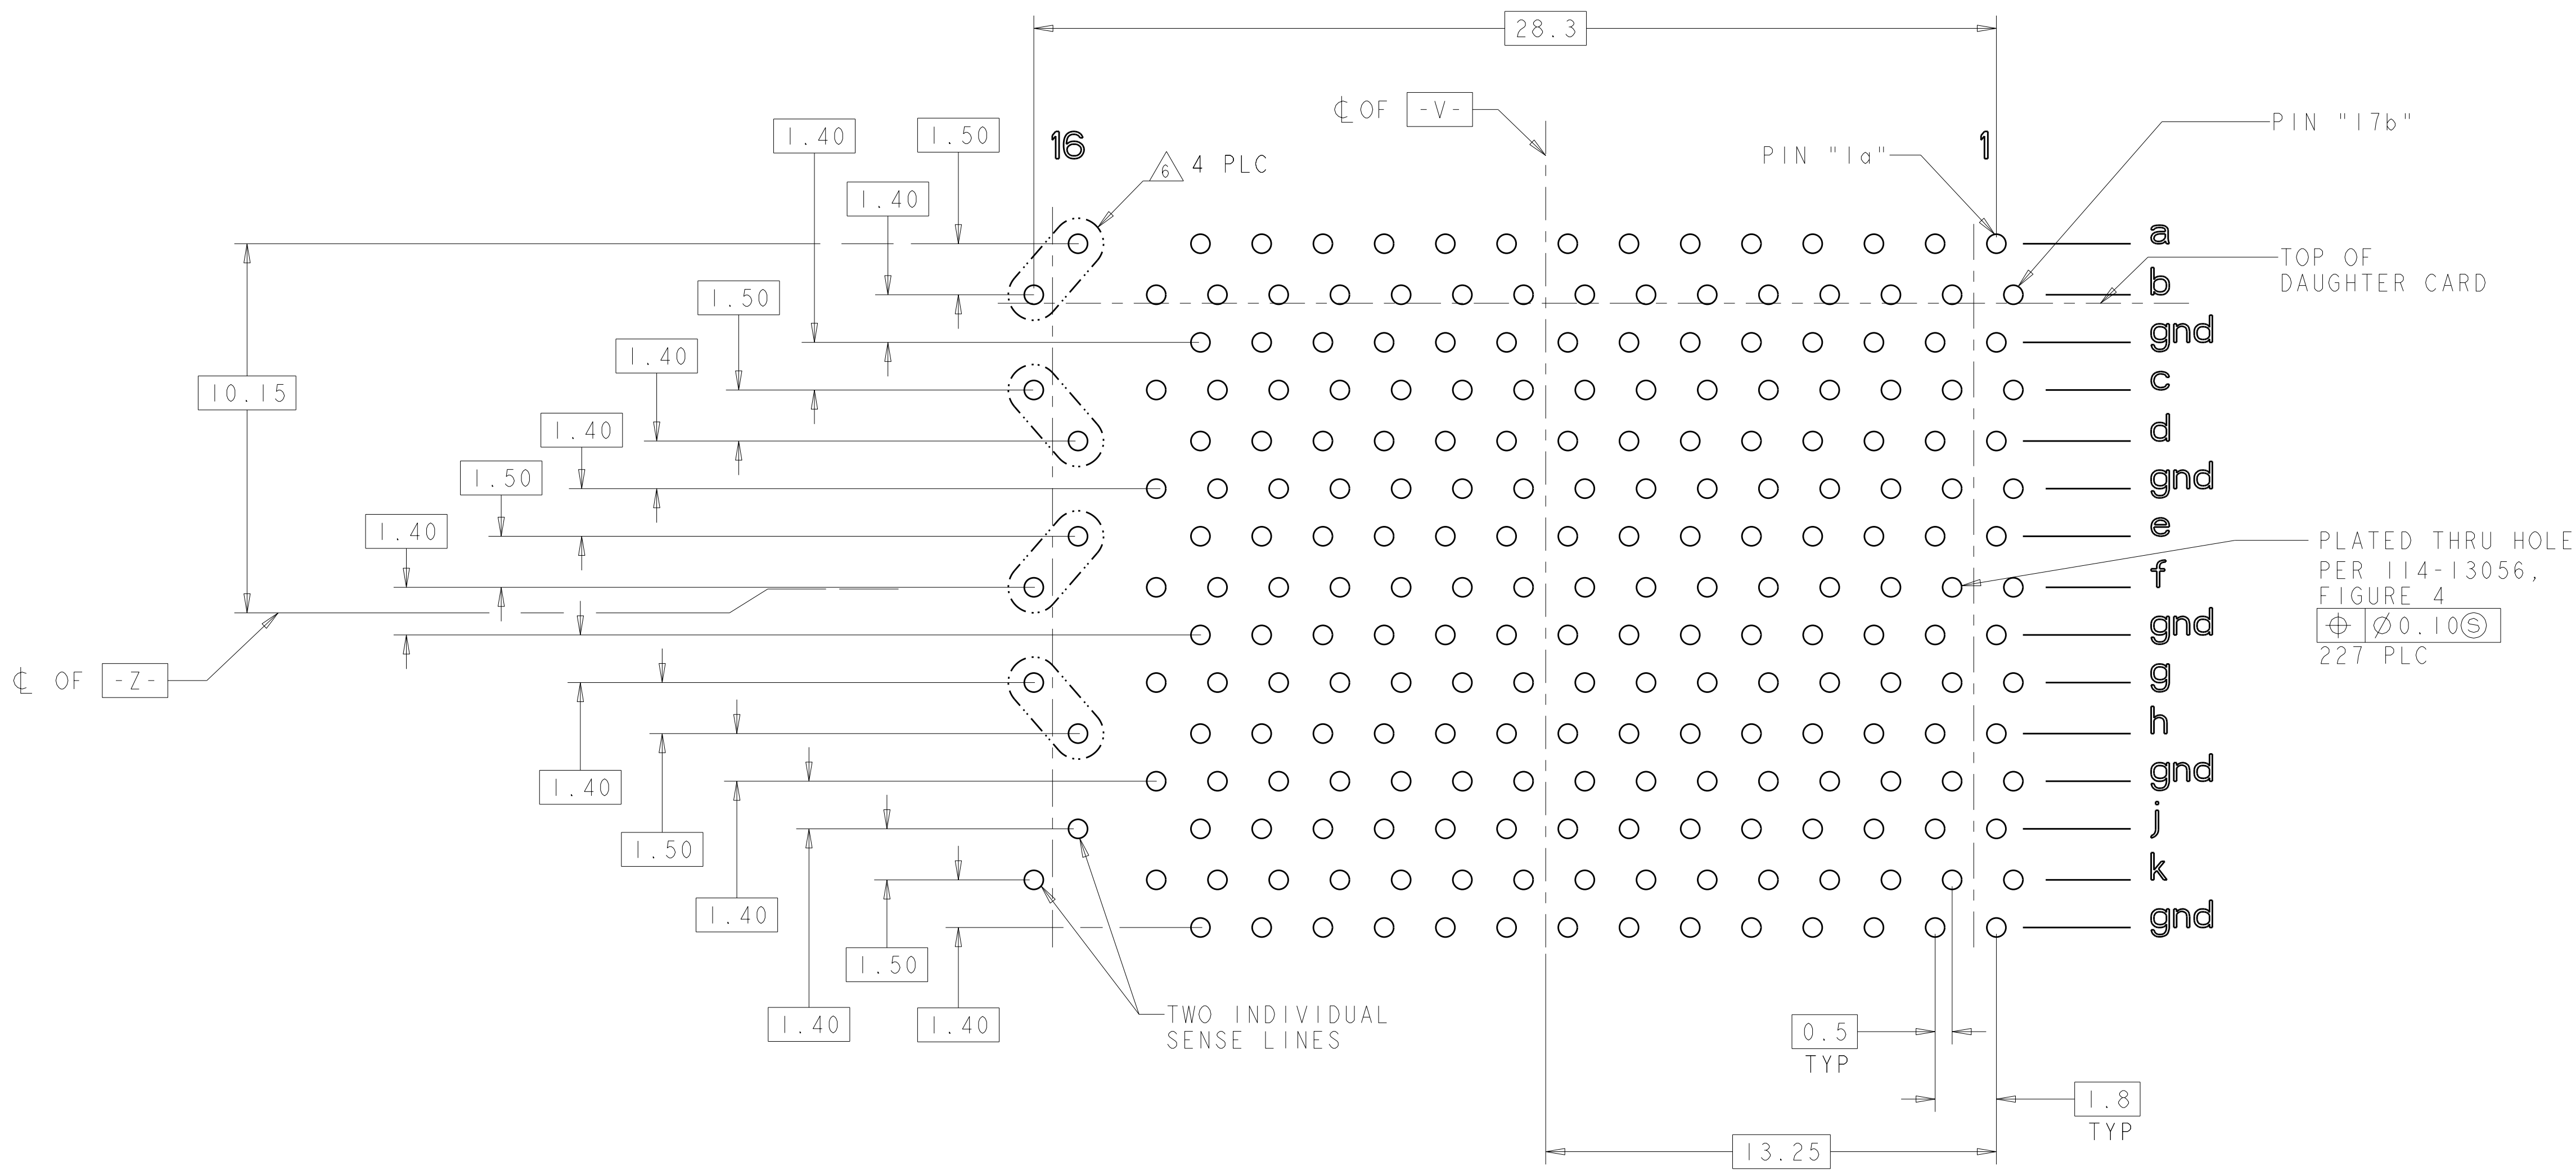 28.3
℄ OF -V-
PIN "17b"
1.40
1.50
16
6 4 PLC
PIN "1a"
1
1.40
a
TOP OF
DAUGHTER CARD
b
1.50
gnd
1.40
c
10.15
d
1.40
gnd
1.50
e
1.40
PLATED THRU HOLE
PER 114-13056,
FIGURE 4
⌖ Ø0.10Ⓢ
227 PLC
f
gnd
℄ OF -Z-
g
h
1.40
gnd
1.50
j
k
1.40
gnd
1.50
1.40
1.40
TWO INDIVIDUAL
SENSE LINES
0.5
TYP
1.8
TYP
13.25